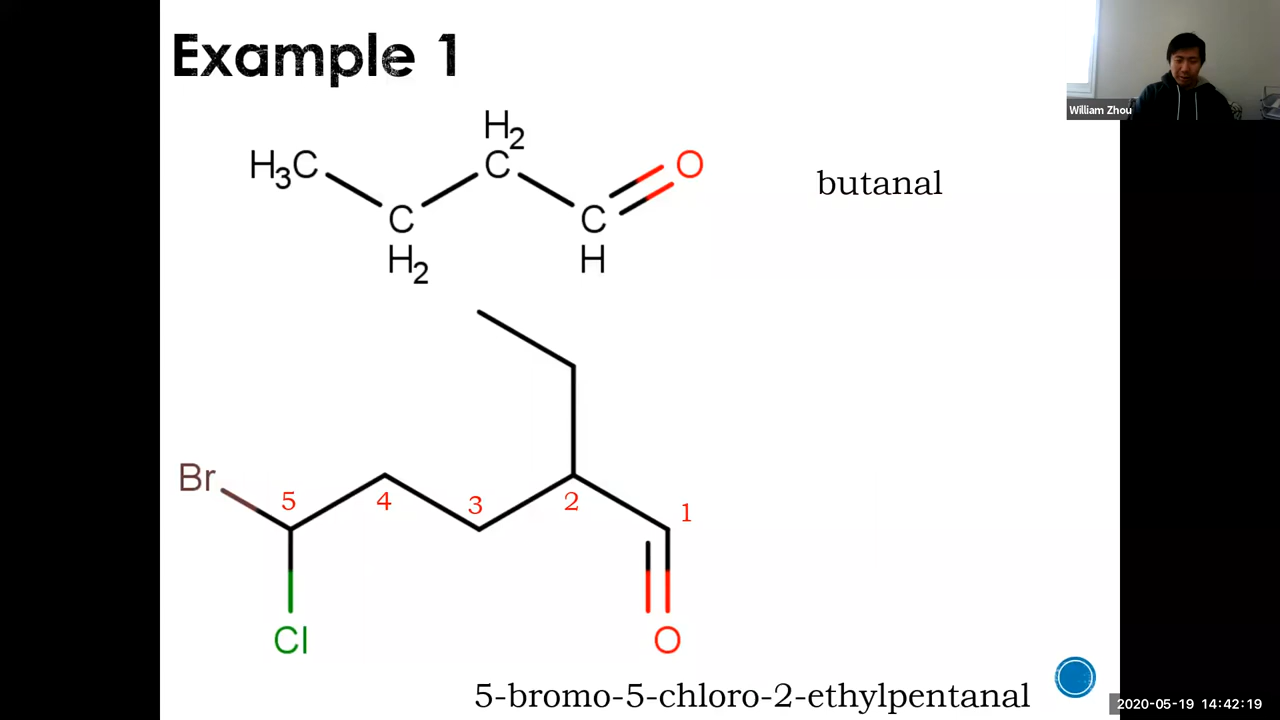 Example 1
William Zhou
H2
H3C C O
butanal
C C
H2 H
Br
5 4 3 2 1
Cl O
5-bromo-5-chloro-2-ethylpentanal
2020-05-19 14:42:19